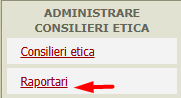 ADMINISTRARE
CONSILIERI ETICA
Consilieri etica
Raportari